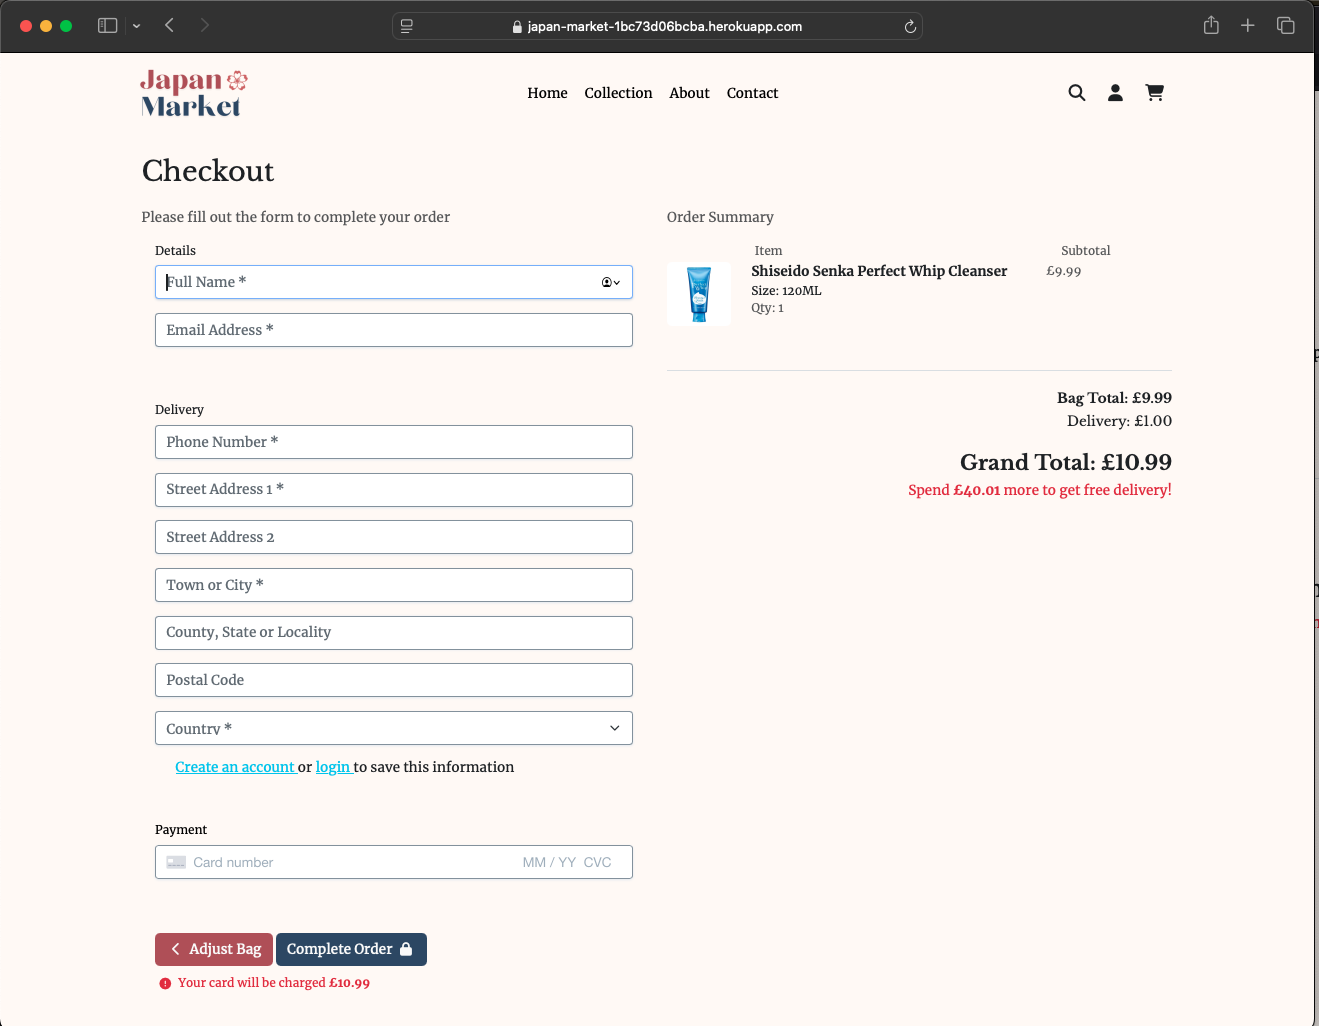 japan-market-1bc73d06bcba.herokuapp.com
Japan
Market
Home Collection About Contact
Checkout
Please fill out the form to complete your order
Details
Full Name *
Email Address *
Delivery
Phone Number *
Street Address 1 *
Street Address 2
Town or City *
County, State or Locality
Postal Code
Country *
Create an account or login to save this information
Payment
Card number MM / YY CVC
Adjust Bag Complete Order
Your card will be charged £10.99
Order Summary
Item Subtotal
Shiseido Senka Perfect Whip Cleanser £9.99
Size: 120ML
Qty: 1
Bag Total: £9.99
Delivery: £1.00
Grand Total: £10.99
Spend £40.01 more to get free delivery!